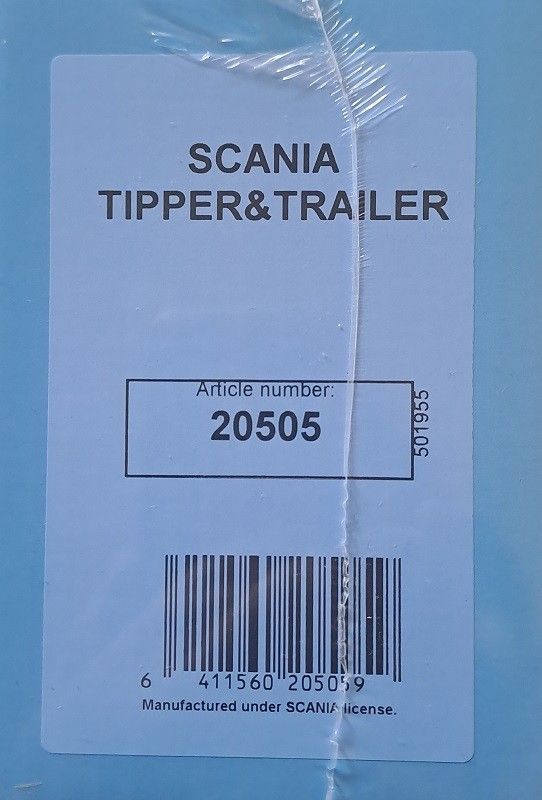 SCANIA
TIPPER&TRAILER
Article number:
20505
501955
6 411560 205059
Manufactured under SCANIA license.